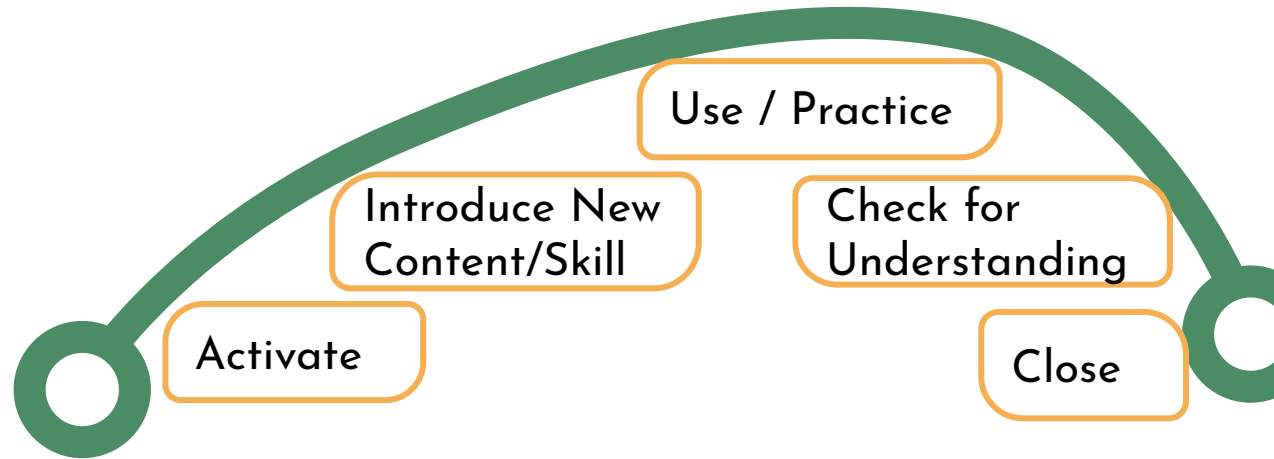 Activate
Introduce New
Content/Skill
Use / Practice
Check for
Understanding
Close